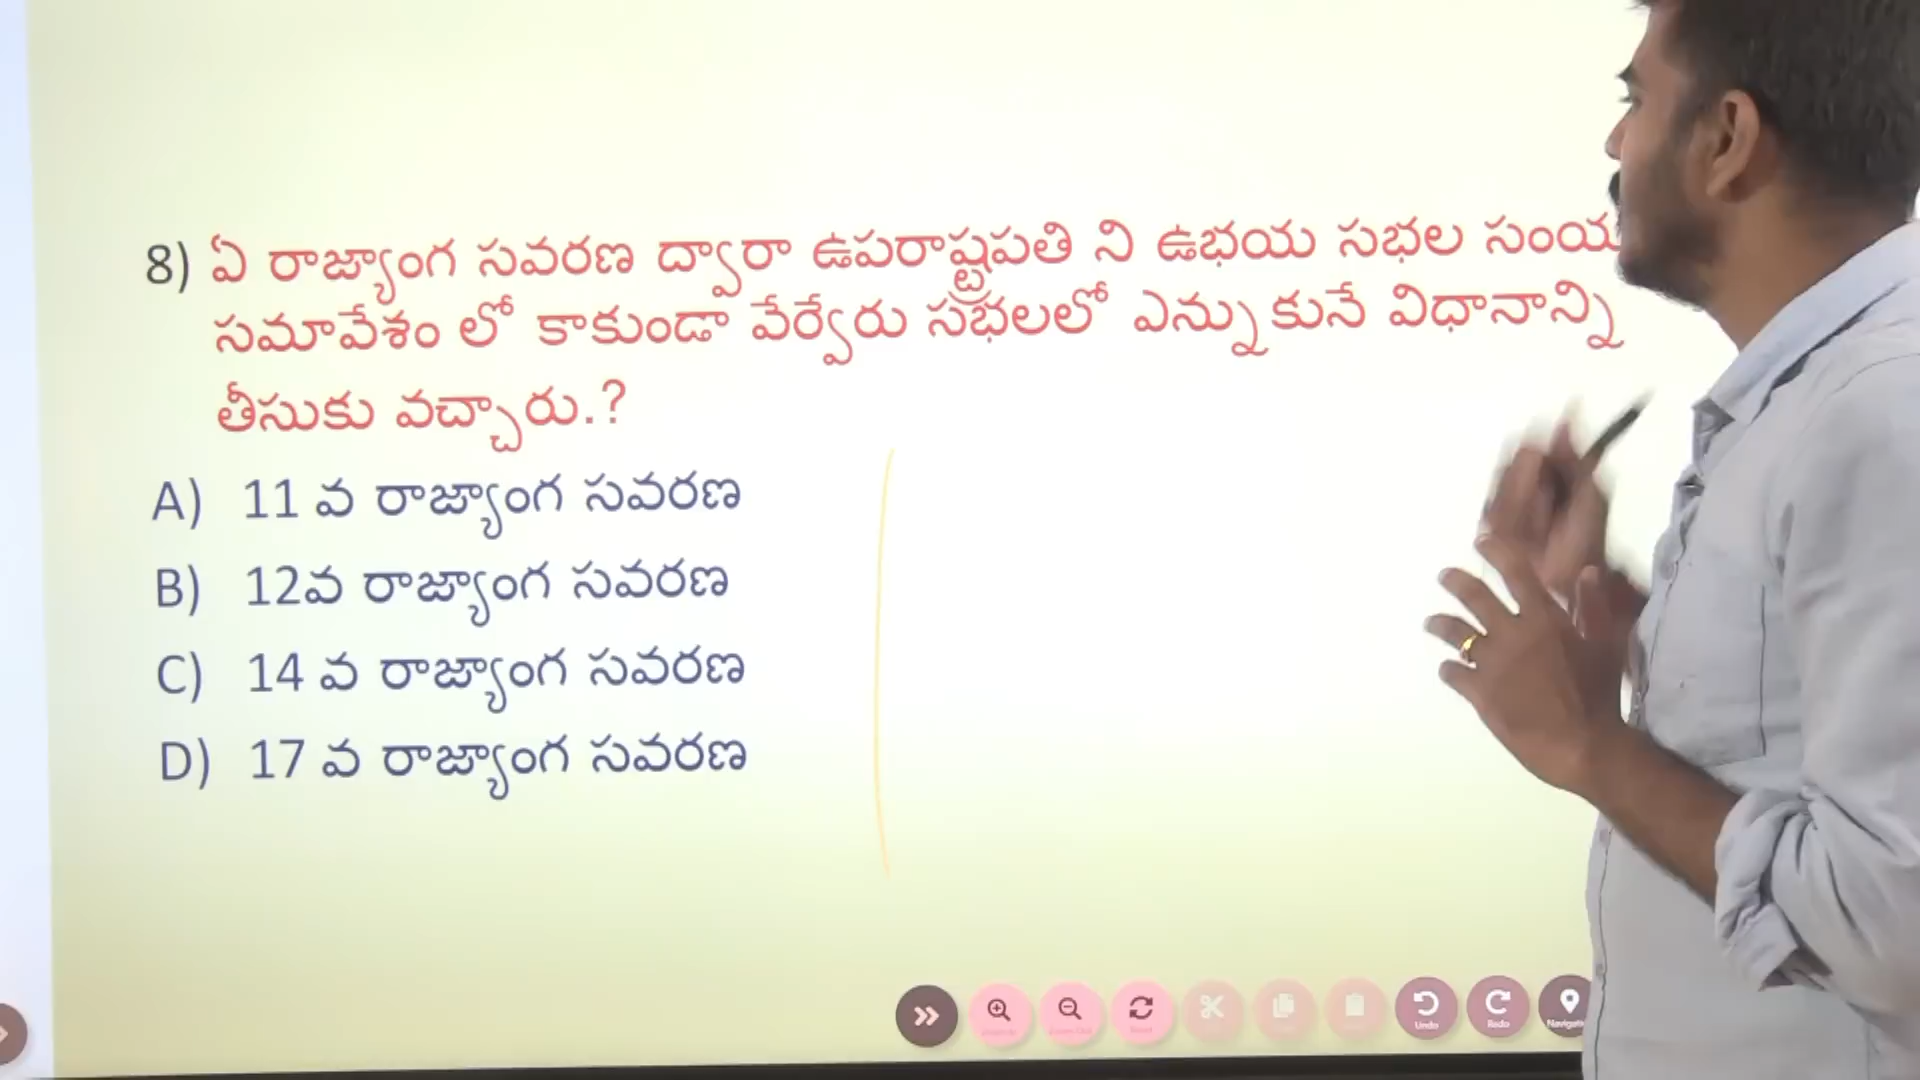 8) ఏ రాజ్యాంగ సవరణ ద్వారా ఉపరాష్ట్రపతి ని ఉభయ సభల
సమావేశం లో కాకుండా వేర్వేరు సభలలో ఎన్నుకునే విధానాన్ని
తీసుకు వచ్చారు.?
A) 11 వ రాజ్యాంగ సవరణ
B) 12వ రాజ్యాంగ సవరణ
C) 14 వ రాజ్యాంగ సవరణ
D) 17 వ రాజ్యాంగ సవరణ
Undo Redo